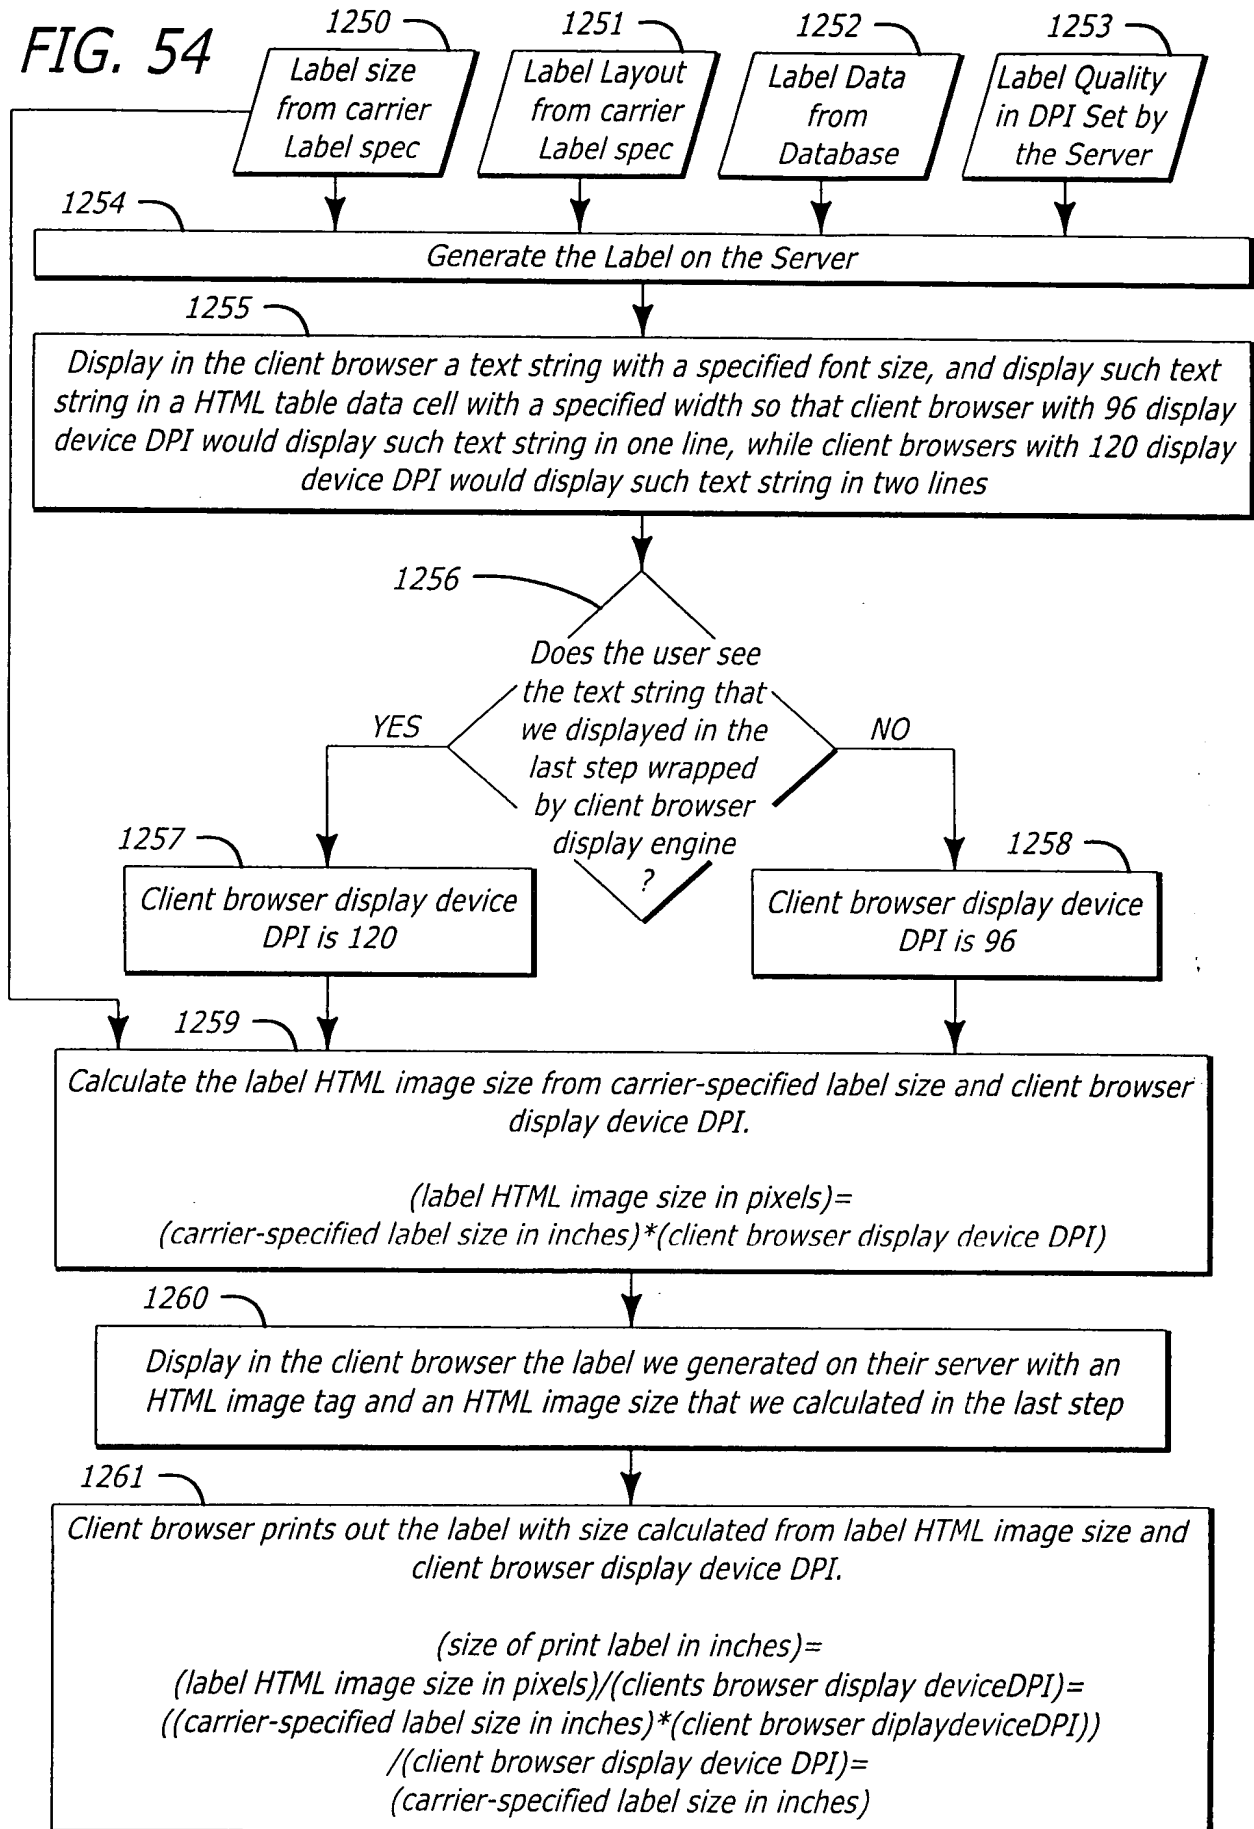 FIG. 54
1250
1251
1252
1253
Label size
from carrier
Label spec
Label Layout
from carrier
Label spec
Label Data
from
Database
Label Quality
in DPI Set by
the Server
1254
Generate the Label on the Server
1255
Display in the client browser a text string with a specified font size, and display such text
string in a HTML table data cell with a specified width so that client browser with 96 display
device DPI would display such text string in one line, while client browsers with 120 display
device DPI would display such text string in two lines
1256
Does the user see
the text string that
we displayed in the
last step wrapped
by client browser
display engine
?
YES
NO
1257
Client browser display device
DPI is 120
1258
Client browser display device
DPI is 96
1259
Calculate the label HTML image size from carrier-specified label size and client browser
display device DPI.
(label HTML image size in pixels)=
(carrier-specified label size in inches)*(client browser display device DPI)
1260
Display in the client browser the label we generated on their server with an
HTML image tag and an HTML image size that we calculated in the last step
1261
Client browser prints out the label with size calculated from label HTML image size and
client browser display device DPI.
(size of print label in inches)=
(label HTML image size in pixels)/(clients browser display deviceDPI)=
((carrier-specified label size in inches)*(client browser diplaydeviceDPI))
/(client browser display device DPI)=
(carrier-specified label size in inches)